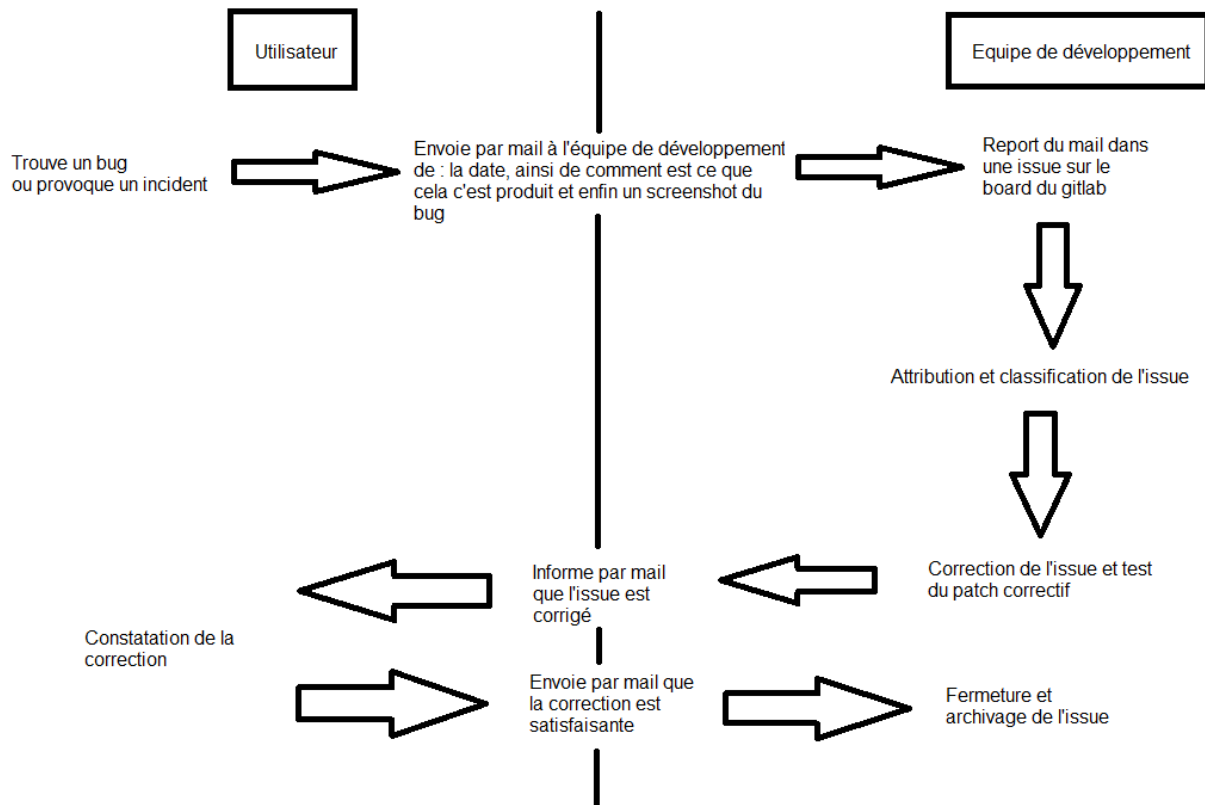 Utilisateur
Equipe de développement
Trouve un bug
ou provoque un incident
Envoie par mail à l'équipe de développement
de : la date, ainsi de comment est ce que
cela c'est produit et enfin un screenshot du
bug
Report du mail dans
une issue sur le
board du gitlab
Attribution et classification de l'issue
Correction de l'issue et test
du patch correctif
Informe par mail
que l'issue est
corrigé
Constatation de la
correction
Envoie par mail que
la correction est
satisfaisante
Fermeture et
archivage de l'issue